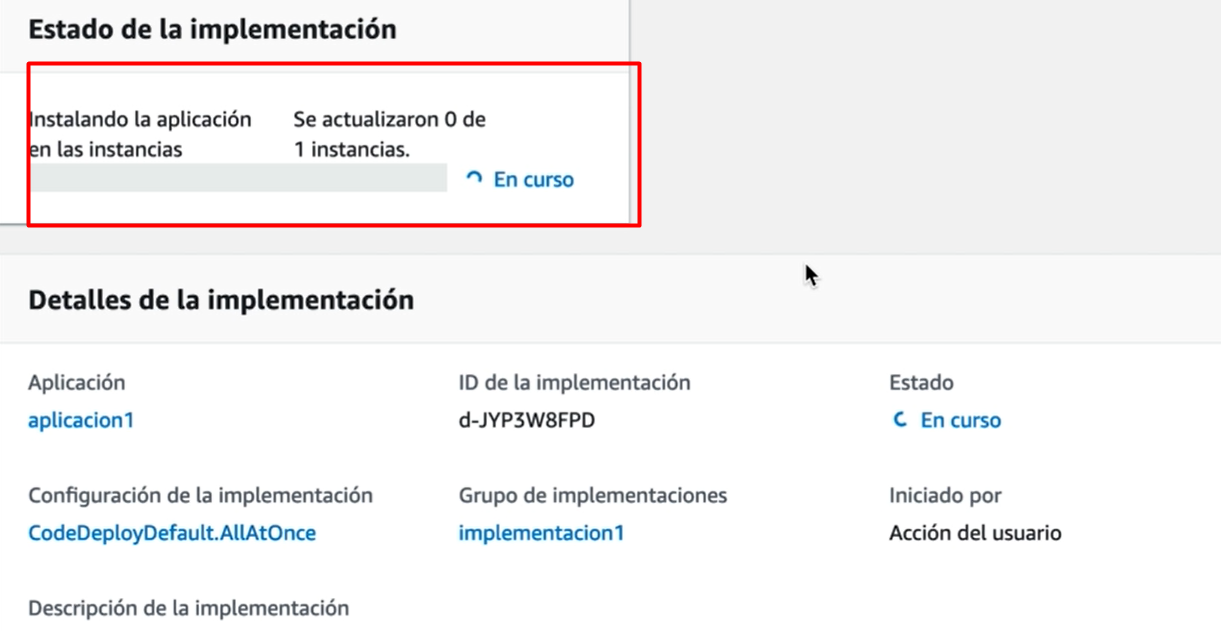 Estado de la implementación
Instalando la aplicación
en las instancias
Se actualizaron 0 de
1 instancias.
En curso
Detalles de la implementación
Aplicación
aplicacion1
ID de la implementación
d-JYP3W8FPD
Estado
En curso
Configuración de la implementación
CodeDeployDefault.AllAtOnce
Grupo de implementaciones
implementacion1
Iniciado por
Acción del usuario
Descripción de la implementación